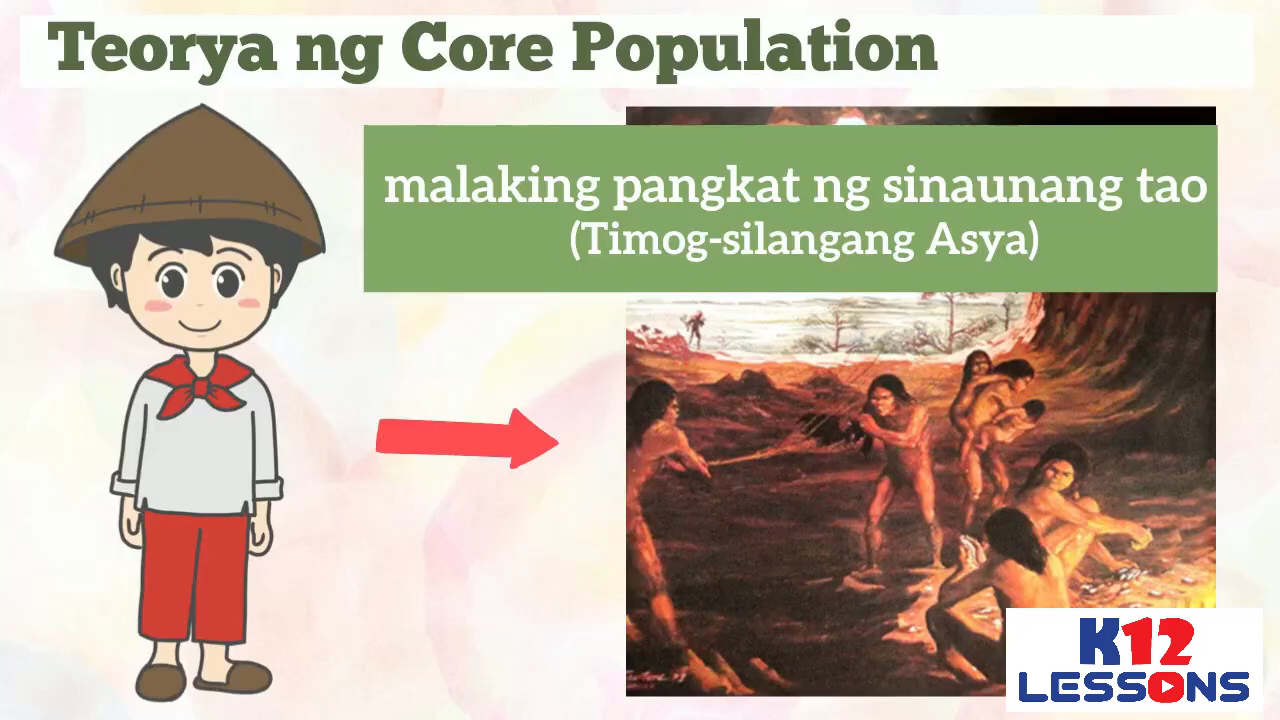 Teorya ng Core Population
malaking pangkat ng sinaunang tao
(Timog-silangang Asya)
K12
LESSONS